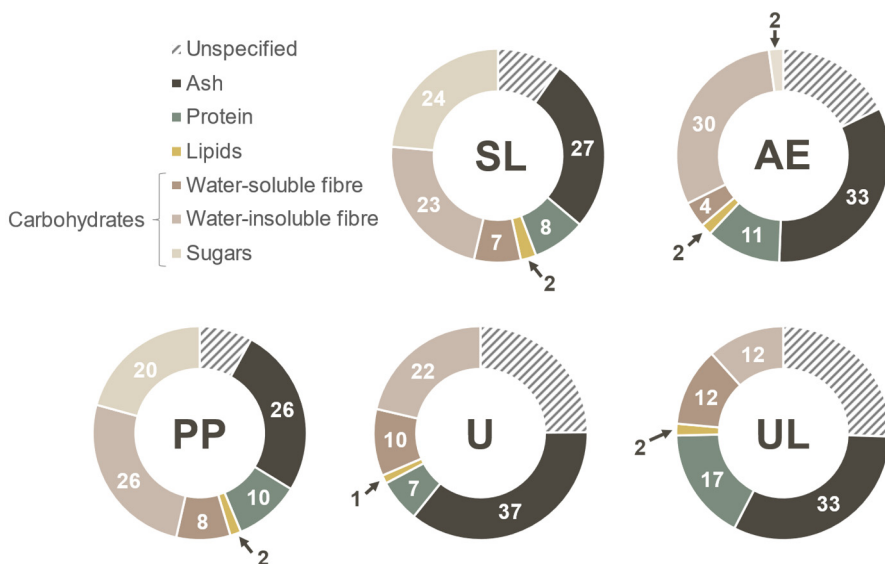 Unspecified
Ash
Protein
Lipids
Carbohydrates
Water-soluble fibre
Water-insoluble fibre
Sugars
SL
24
27
23
7
8
2
AE
2
30
33
4
2
11
PP
20
26
26
10
8
2
U
22
10
1
7
37
UL
12
12
2
17
33